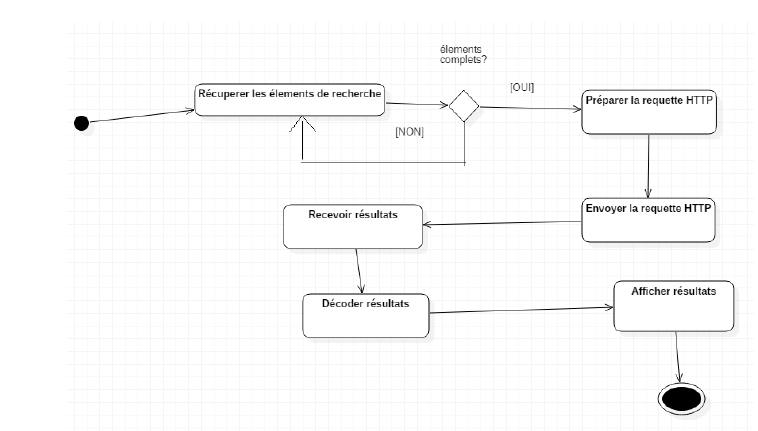 élements
complets?
Récuperer les élements de recherche
[OUI]
Préparer la requette HTTP
[NON]
Envoyer la requette HTTP
Recevoir résultats
Décoder résultats
Afficher résultats